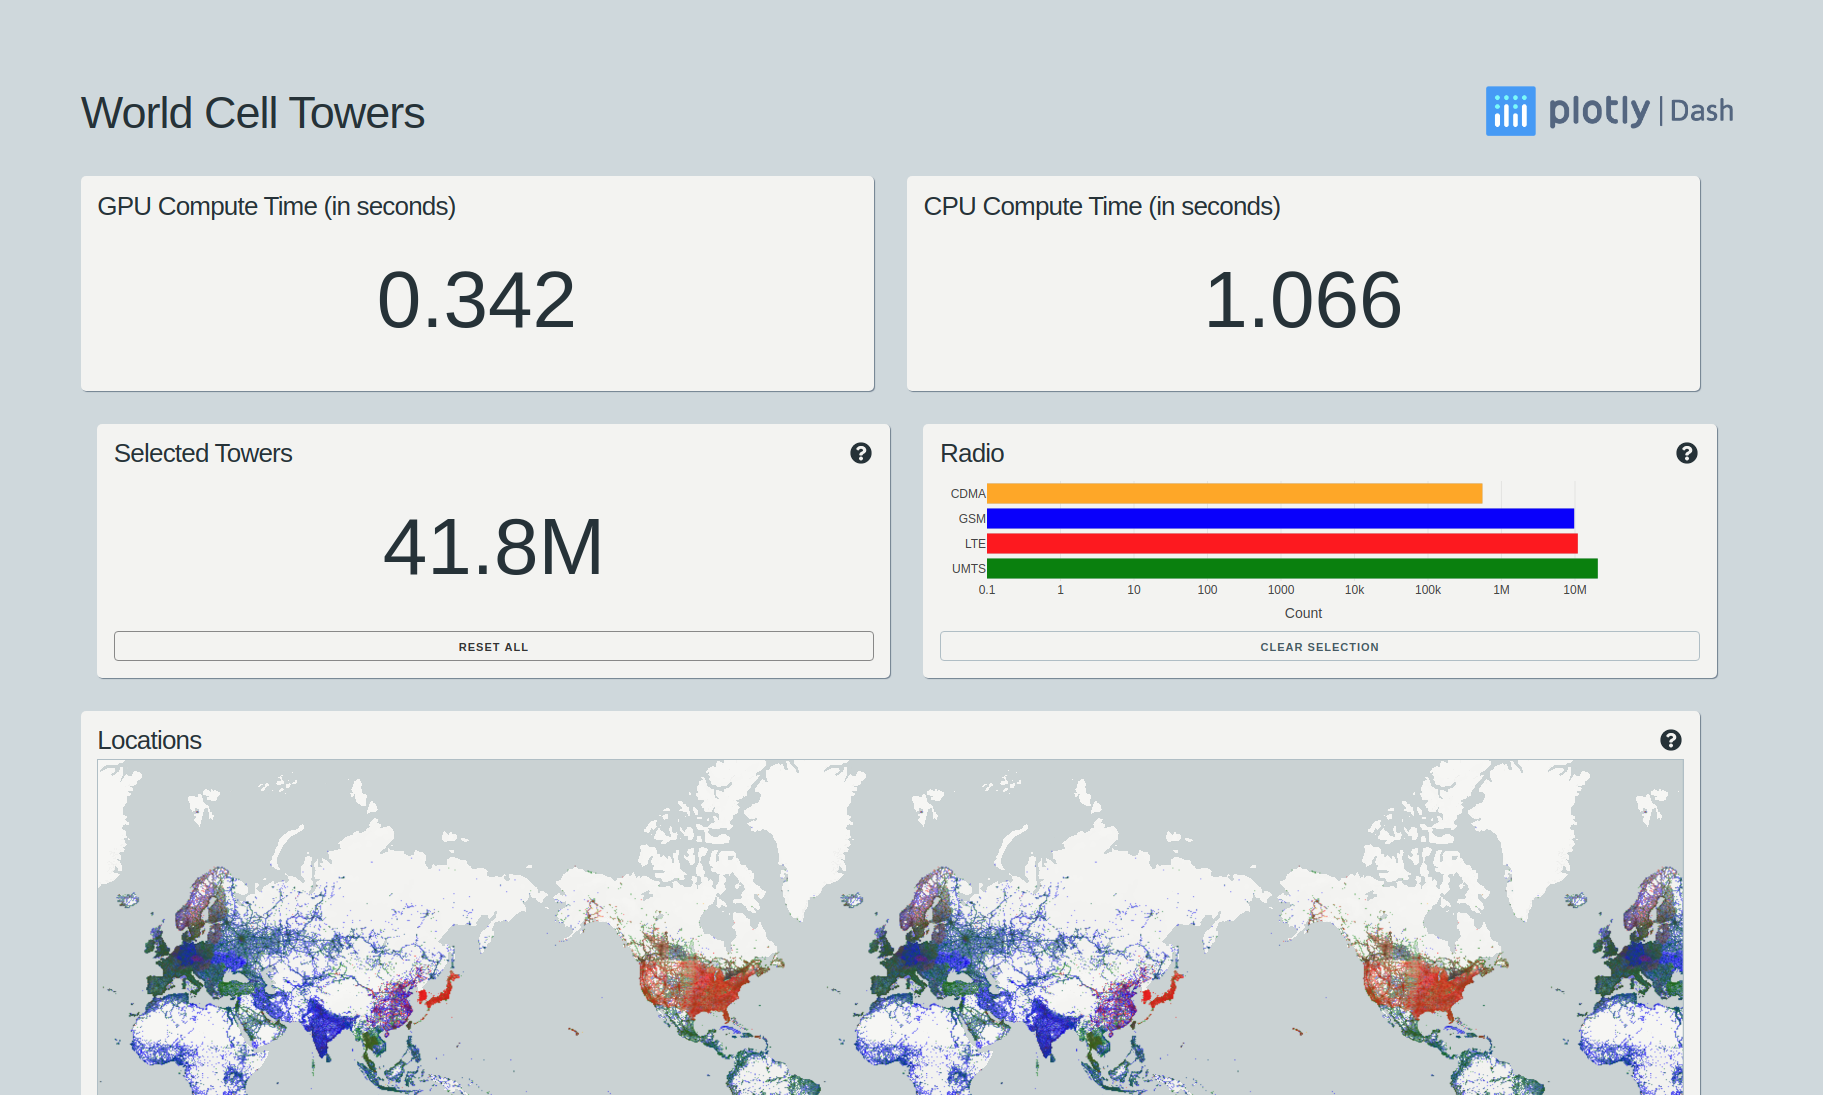 World Cell Towers
plotly | Dash
GPU Compute Time (in seconds)
0.342
CPU Compute Time (in seconds)
1.066
Selected Towers
?
41.8M
RESET ALL
Radio
?
CDMA
GSM
LTE
UMTS
0.1 1 10 100 1000 10k 100k 1M 10M
Count
CLEAR SELECTION
Locations
?